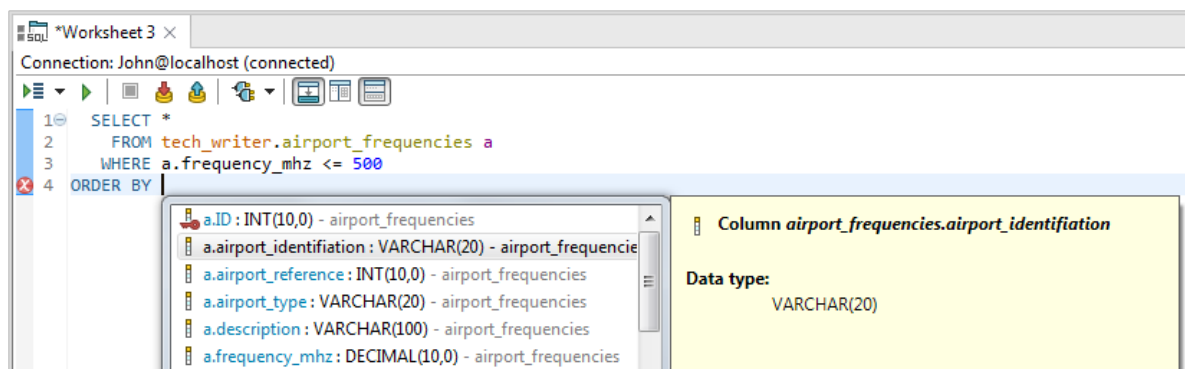 SQL *Worksheet 3
Connection: John@localhost (connected)
1 SELECT *
2 FROM tech_writer.airport_frequencies a
3 WHERE a.frequency_mhz <= 500
4 ORDER BY
a.ID : INT(10,0) - airport_frequencies
a.airport_identifiation : VARCHAR(20) - airport_frequencie
a.airport_reference : INT(10,0) - airport_frequencies
a.airport_type : VARCHAR(20) - airport_frequencies
a.description : VARCHAR(100) - airport_frequencies
a.frequency_mhz : DECIMAL(10,0) - airport_frequencies
Column airport_frequencies.airport_identifiation
Data type:
VARCHAR(20)